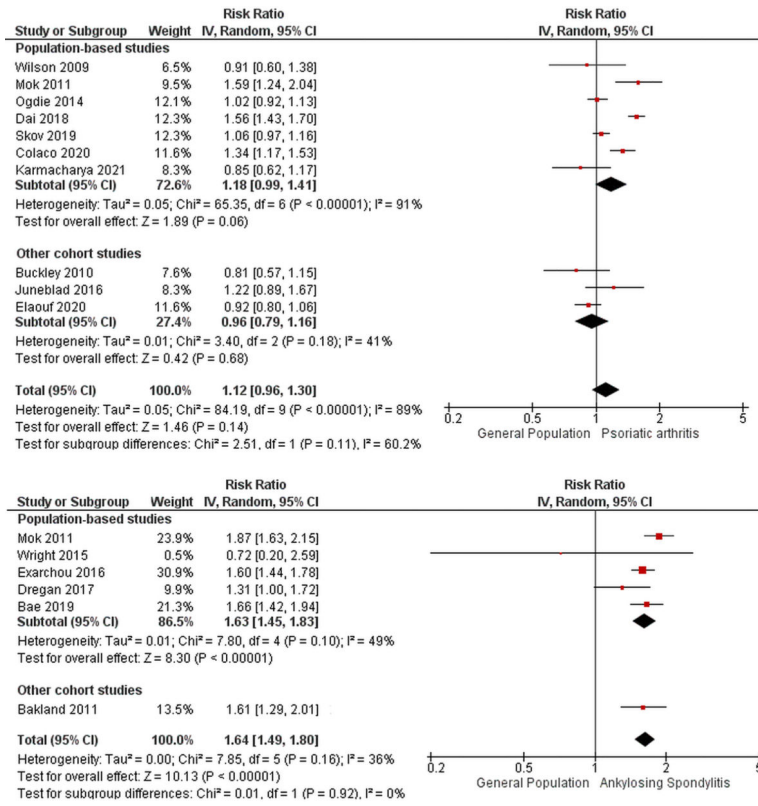 Risk Ratio Risk Ratio
Study or Subgroup Weight IV, Random, 95% CI IV, Random, 95% CI
Population-based studies
Wilson 2009 6.5% 0.91 [0.60, 1.38]
Mok 2011 9.5% 1.59 [1.24, 2.04]
Ogdie 2014 12.1% 1.02 [0.92, 1.13]
Dai 2018 12.3% 1.56 [1.43, 1.70]
Skov 2019 12.3% 1.06 [0.97, 1.16]
Colaco 2020 11.6% 1.34 [1.17, 1.53]
Karmacharya 2021 8.3% 0.85 [0.62, 1.17]
Subtotal (95% CI) 72.6% 1.18 [0.99, 1.41]
Heterogeneity: Tau² = 0.05; Chi² = 65.35, df = 6 (P < 0.00001); I² = 91%
Test for overall effect: Z = 1.89 (P = 0.06)
Other cohort studies
Buckley 2010 7.6% 0.81 [0.57, 1.15]
Juneblad 2016 8.3% 1.22 [0.89, 1.67]
Elaouf 2020 11.6% 0.92 [0.80, 1.06]
Subtotal (95% CI) 27.4% 0.96 [0.79, 1.16]
Heterogeneity: Tau² = 0.01; Chi² = 3.40, df = 2 (P = 0.18); I² = 41%
Test for overall effect: Z = 0.42 (P = 0.68)
Total (95% CI) 100.0% 1.12 [0.96, 1.30]
Heterogeneity: Tau² = 0.05; Chi² = 84.19, df = 9 (P < 0.00001); I² = 89%
0.2 0.5 1 2 5
Test for overall effect: Z = 1.46 (P = 0.14)
General Population Psoriatic arthritis
Test for subgroup differences: Chi² = 2.51, df = 1 (P = 0.11), I² = 60.2%
Risk Ratio Risk Ratio
Study or Subgroup Weight IV, Random, 95% CI IV, Random, 95% CI
Population-based studies
Mok 2011 23.9% 1.87 [1.63, 2.15]
Wright 2015 0.5% 0.72 [0.20, 2.59]
Exarchou 2016 30.9% 1.60 [1.44, 1.78]
Dregan 2017 9.9% 1.31 [1.00, 1.72]
Bae 2019 21.3% 1.66 [1.42, 1.94]
Subtotal (95% CI) 86.5% 1.63 [1.45, 1.83]
Heterogeneity: Tau² = 0.01; Chi² = 7.80, df = 4 (P = 0.10); I² = 49%
Test for overall effect: Z = 8.30 (P < 0.00001)
Other cohort studies
Bakland 2011 13.5% 1.61 [1.29, 2.01]
Total (95% CI) 100.0% 1.64 [1.49, 1.80]
Heterogeneity: Tau² = 0.00; Chi² = 7.85, df = 5 (P = 0.16); I² = 36%
0.2 0.5 1 2 5
Test for overall effect: Z = 10.13 (P < 0.00001)
General Population Ankylosing Spondylitis
Test for subgroup differences: Chi² = 0.01, df = 1 (P = 0.92), I² = 0%